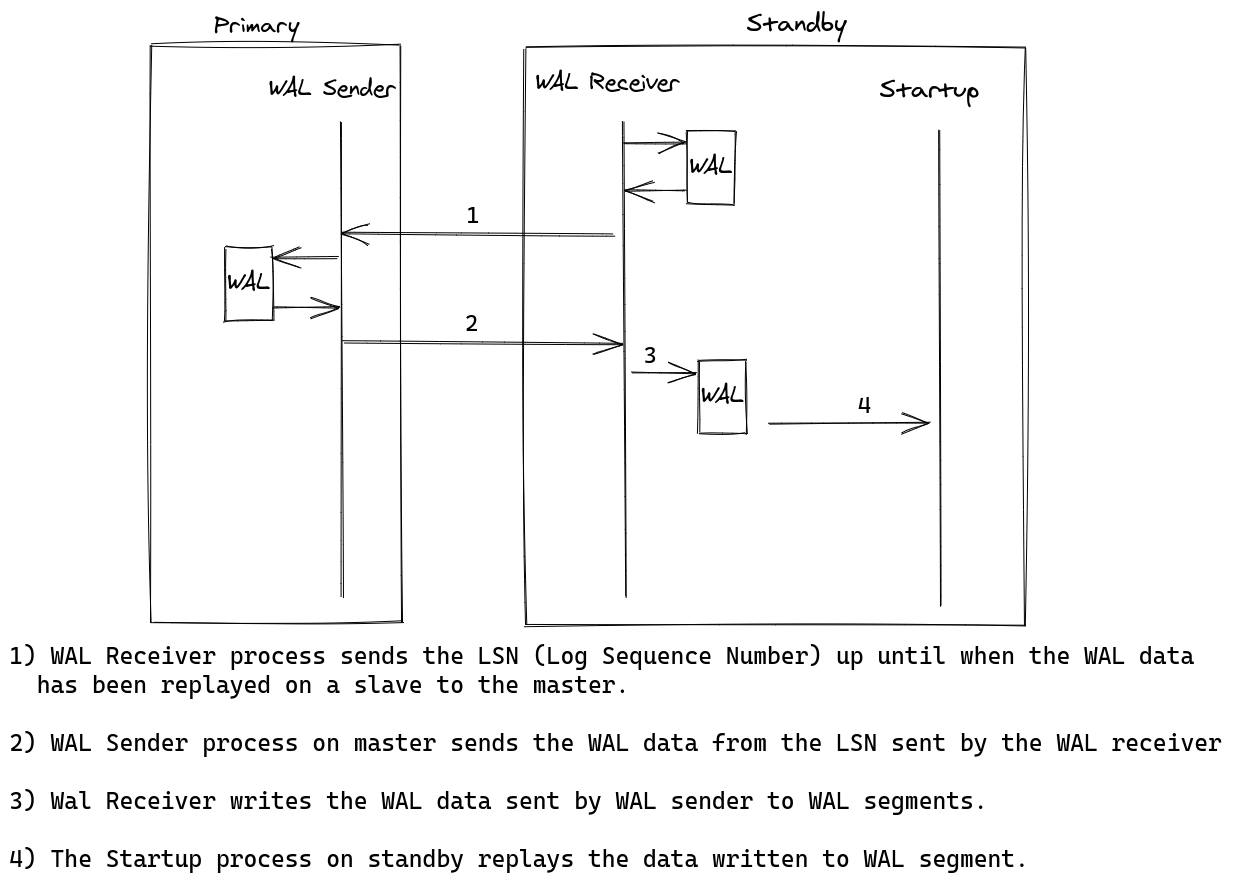 Primary
Standby
WAL Sender
WAL Receiver
Startup
WAL
1
WAL
2
3
WAL
4
1) WAL Receiver process sends the LSN (Log Sequence Number) up until when the WAL data
has been replayed on a slave to the master.
2) WAL Sender process on master sends the WAL data from the LSN sent by the WAL receiver
3) Wal Receiver writes the WAL data sent by WAL sender to WAL segments.
4) The Startup process on standby replays the data written to WAL segment.